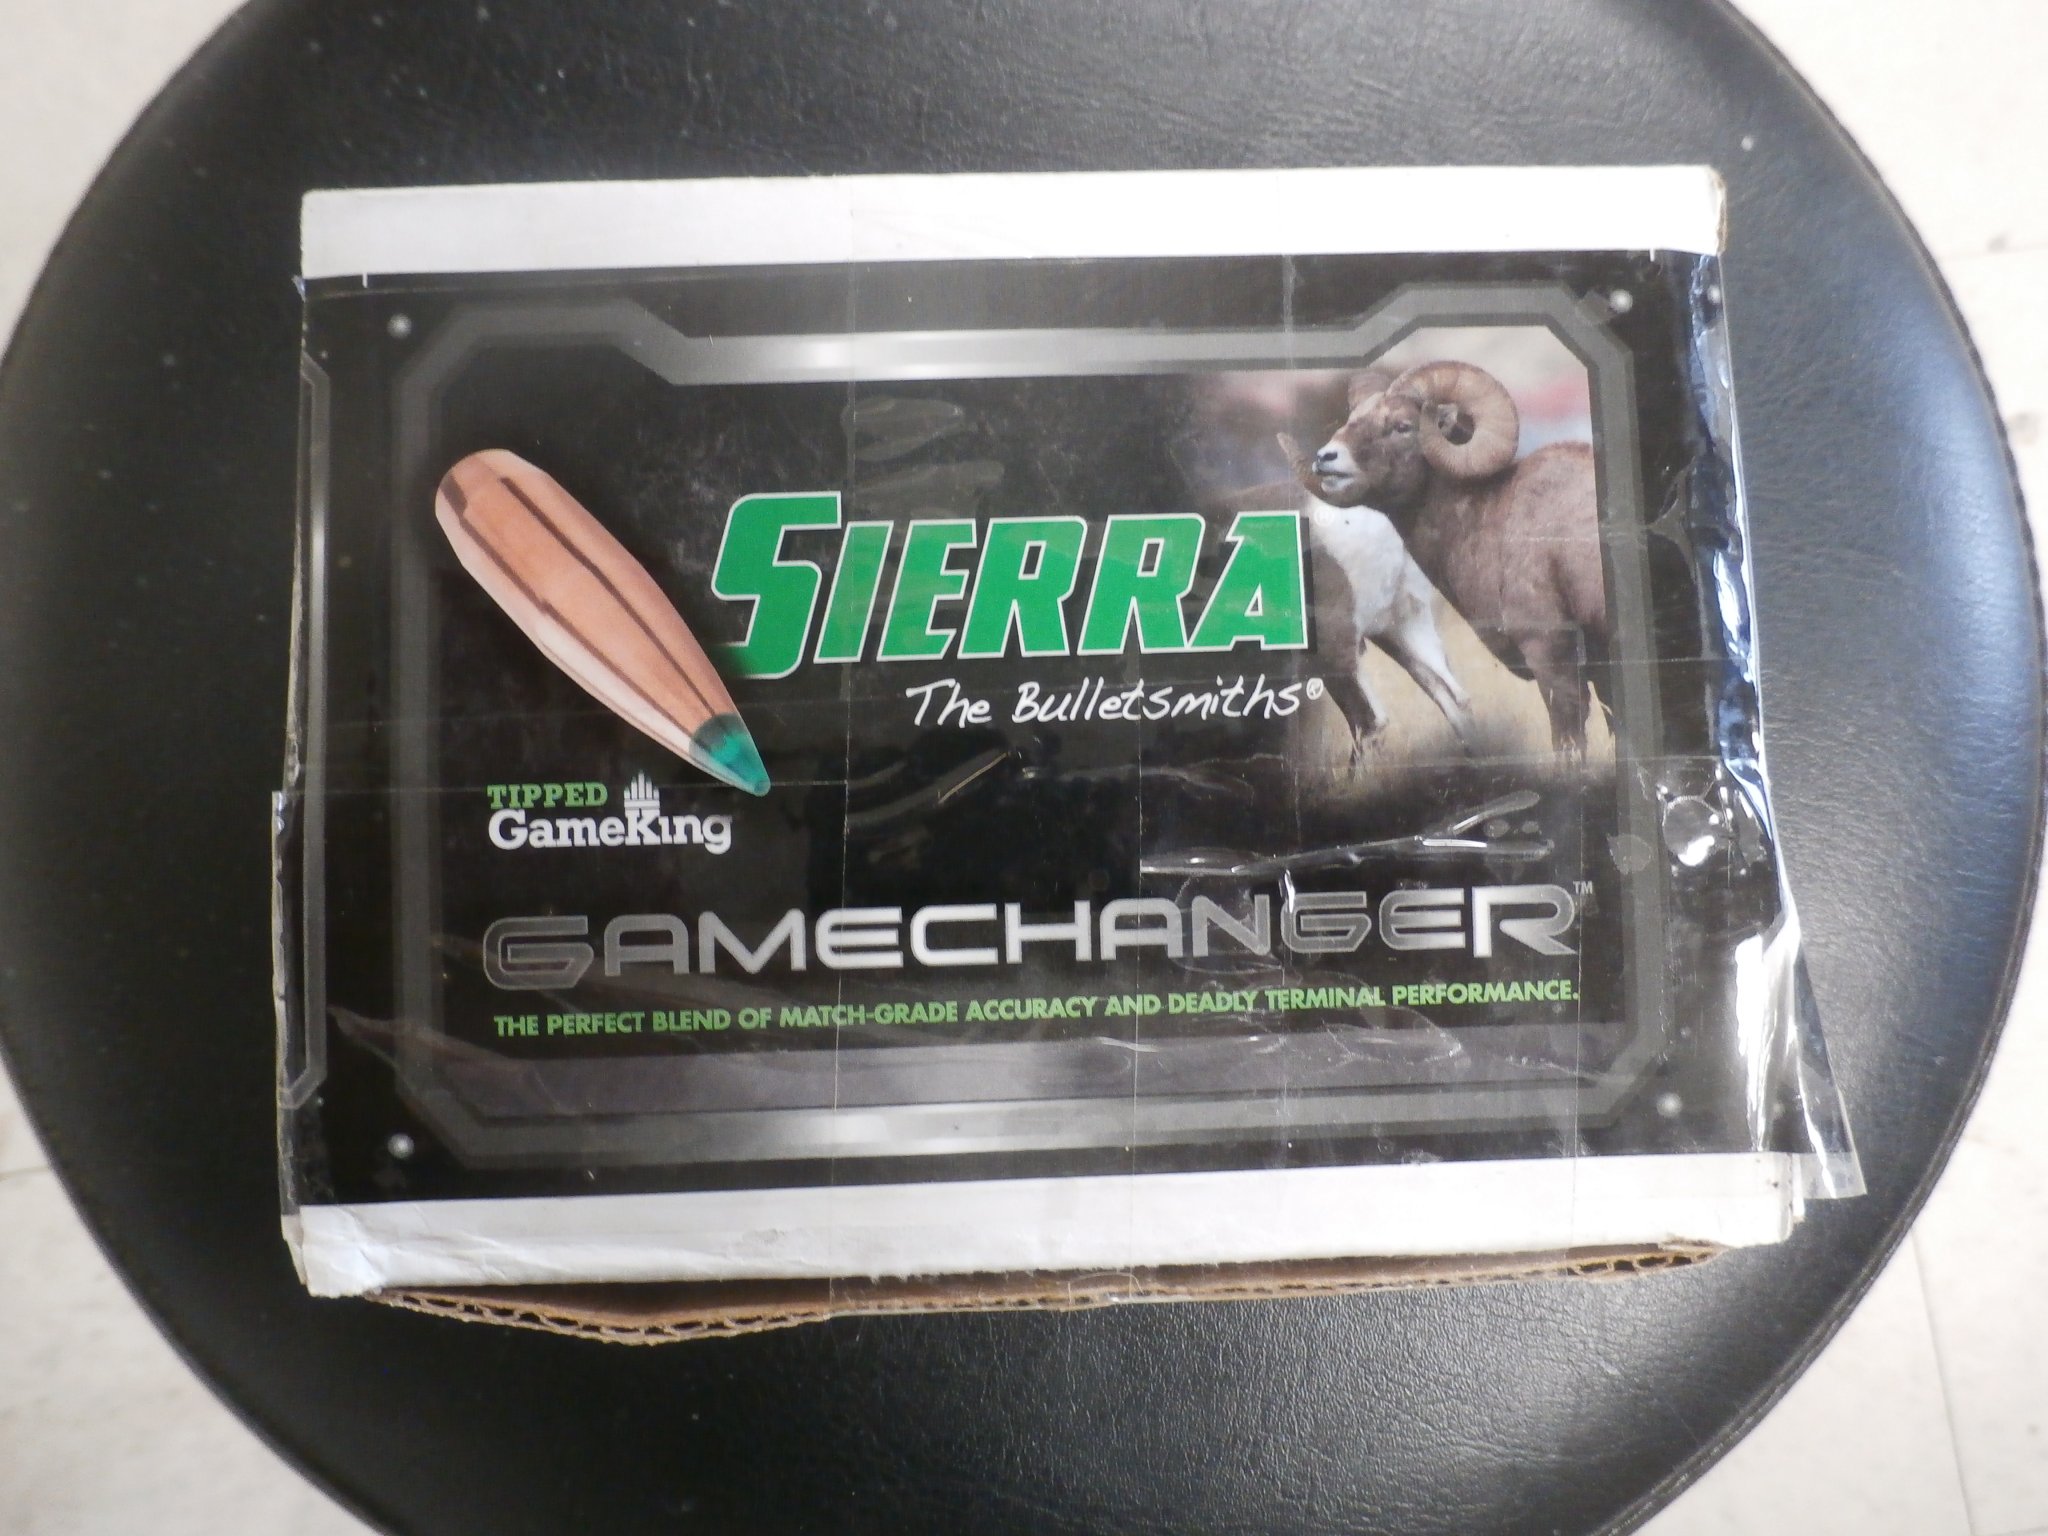 SIERRA
The Bulletsmiths®
TIPPED
GameKing
GAMECHANGER™
THE PERFECT BLEND OF MATCH-GRADE ACCURACY AND DEADLY TERMINAL PERFORMANCE.